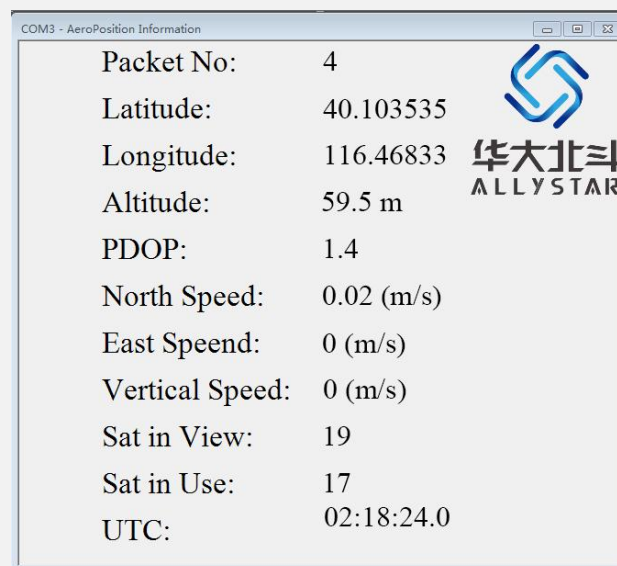 COM3 - AeroPosition Information
Packet No: 4
Latitude: 40.103535
Longitude: 116.46833
Altitude: 59.5 m
PDOP: 1.4
North Speed: 0.02 (m/s)
East Speend: 0 (m/s)
Vertical Speed: 0 (m/s)
Sat in View: 19
Sat in Use: 17
UTC: 02:18:24.0
华大北斗
ALLYSTAR